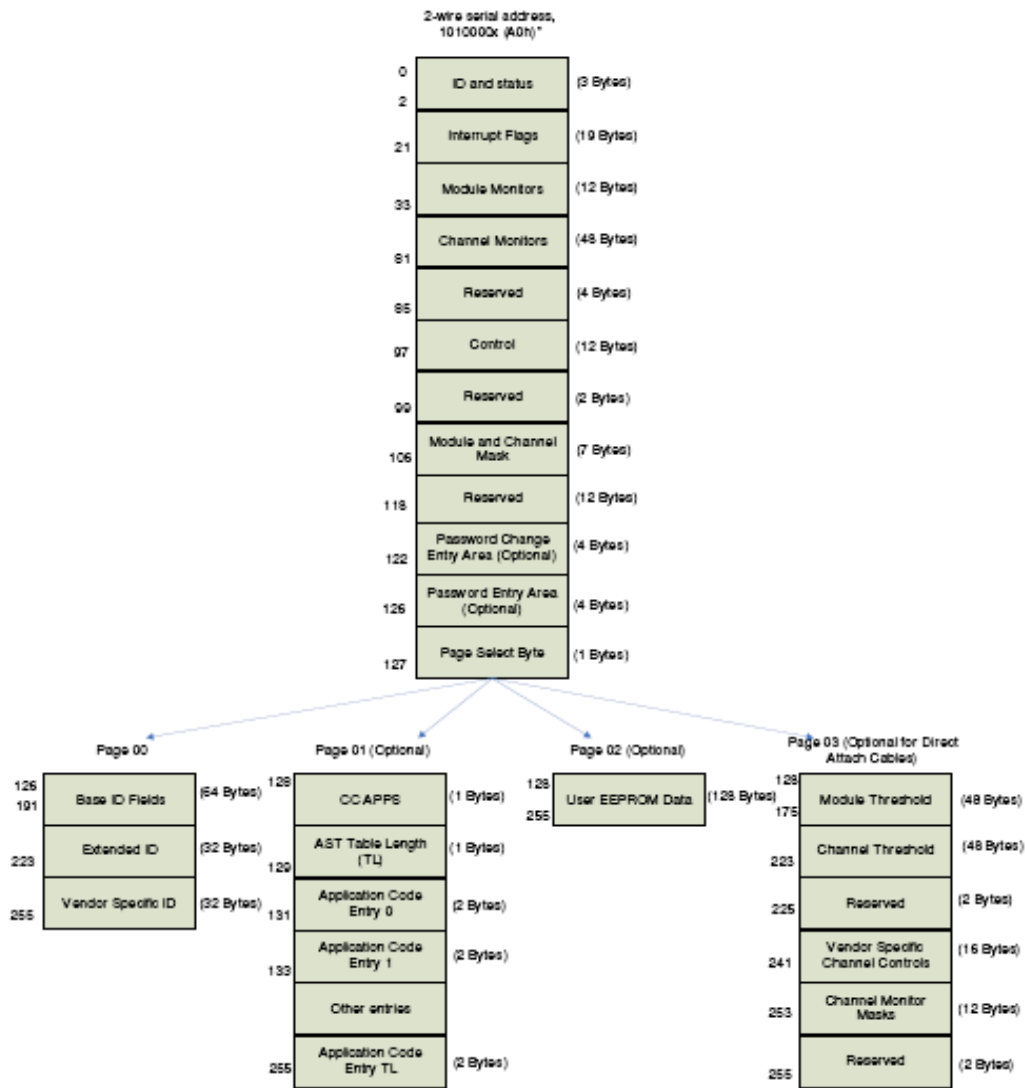 2-wire serial address,
1010000x (A0h)"
0
ID and status
(3 Bytes)
2
Interrupt Flags
(19 Bytes)
21
Module Monitors
(12 Bytes)
33
Channel Monitors
(48 Bytes)
81
Reserved
(4 Bytes)
85
Control
(12 Bytes)
97
Reserved
(2 Bytes)
99
Module and Channel
Mask
(7 Bytes)
106
Reserved
(12 Bytes)
118
Password Change
Entry Area (Optional)
(4 Bytes)
122
Password Entry Area
(Optional)
(4 Bytes)
126
Page Select Byte
(1 Bytes)
127
Page 00
126
191
Base ID Fields
(64 Bytes)
Extended ID
(32 Bytes)
223
Vendor Specific ID
(32 Bytes)
255
Page 01 (Optional)
128
CC APPS
(1 Bytes)
AST Table Length
(TL)
(1 Bytes)
129
Application Code
Entry 0
(2 Bytes)
131
Application Code
Entry 1
(2 Bytes)
133
Other entries
Application Code
Entry TL
(2 Bytes)
255
Page 02 (Optional)
128
User EEPROM Data
(128 Bytes)
255
Page 03 (Optional for Direct
Attach Cables)
128
Module Threshold
(48 Bytes)
175
Channel Threshold
(48 Bytes)
223
Reserved
(2 Bytes)
225
Vendor Specific
Channel Controls
(16 Bytes)
241
Channel Monitor
Masks
(12 Bytes)
253
Reserved
(2 Bytes)
255